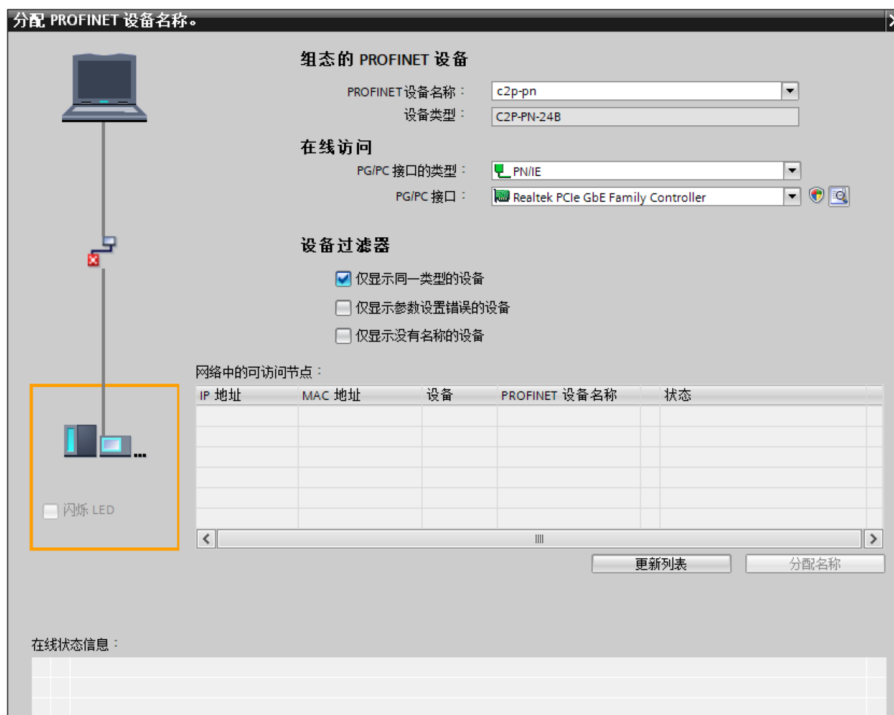 分配 PROFINET 设备名称。
组态的 PROFINET 设备
PROFINET设备名称： c2p-pn
设备类型： C2P-PN-24B
在线访问
PG/PC 接口的类型： PN/IE
PG/PC 接口： Realtek PCIe GbE Family Controller
设备过滤器
仅显示同一类型的设备
仅显示参数设置错误的设备
仅显示没有名称的设备
网络中的可访问节点：
IP 地址 MAC 地址 设备 PROFINET 设备名称 状态
闪烁 LED
更新列表 分配名称
在线状态信息：